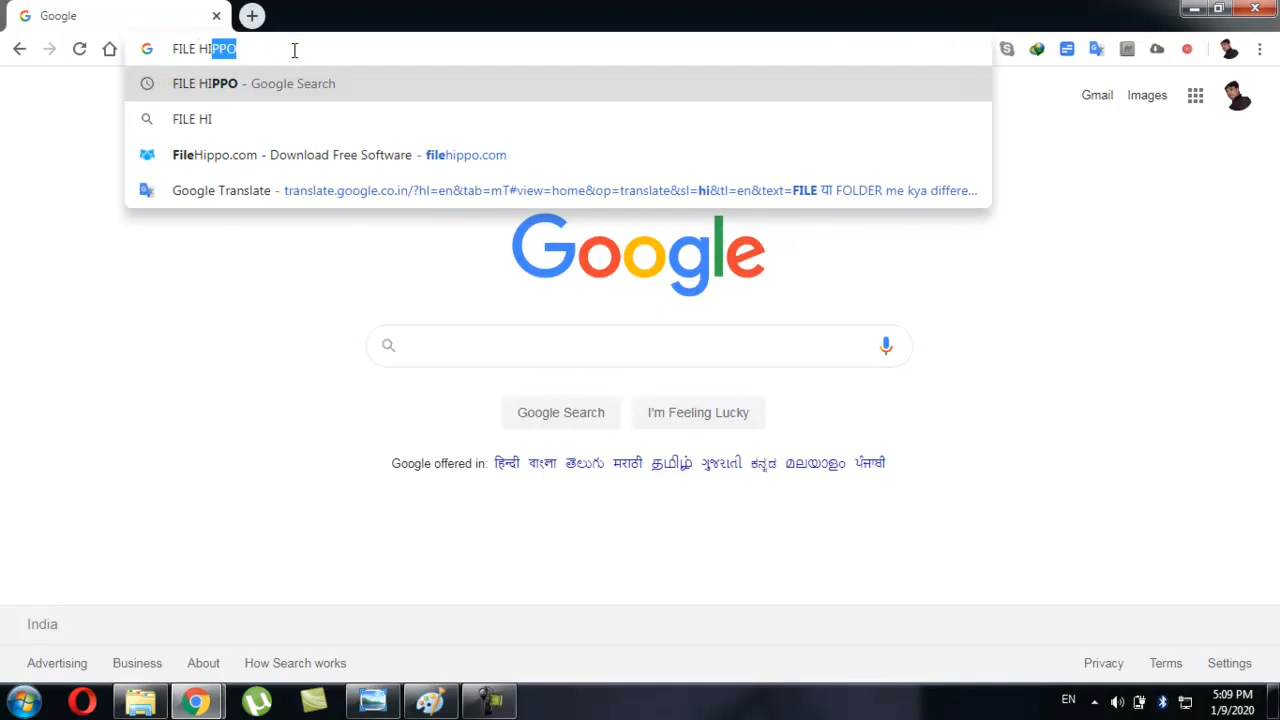 Google
FILE HIPPO
FILE HIPPO - Google Search
FILE HI
FileHippo.com - Download Free Software - filehippo.com
Google Translate - translate.google.co.in/?hl=en&tab=mT#view=home&op=translate&sl=hi&tl=en&text=FILE या FOLDER me kya differe...
Gmail Images
Google
Google Search I'm Feeling Lucky
Google offered in: हिन्दी বাংলা తెలుగు मराठी தமிழ் ગુજરાતી ಕನ್ನಡ മലയാളം ਪੰਜਾਬੀ
India
Advertising Business About How Search works Privacy Terms Settings
EN 5:09 PM
1/9/2020